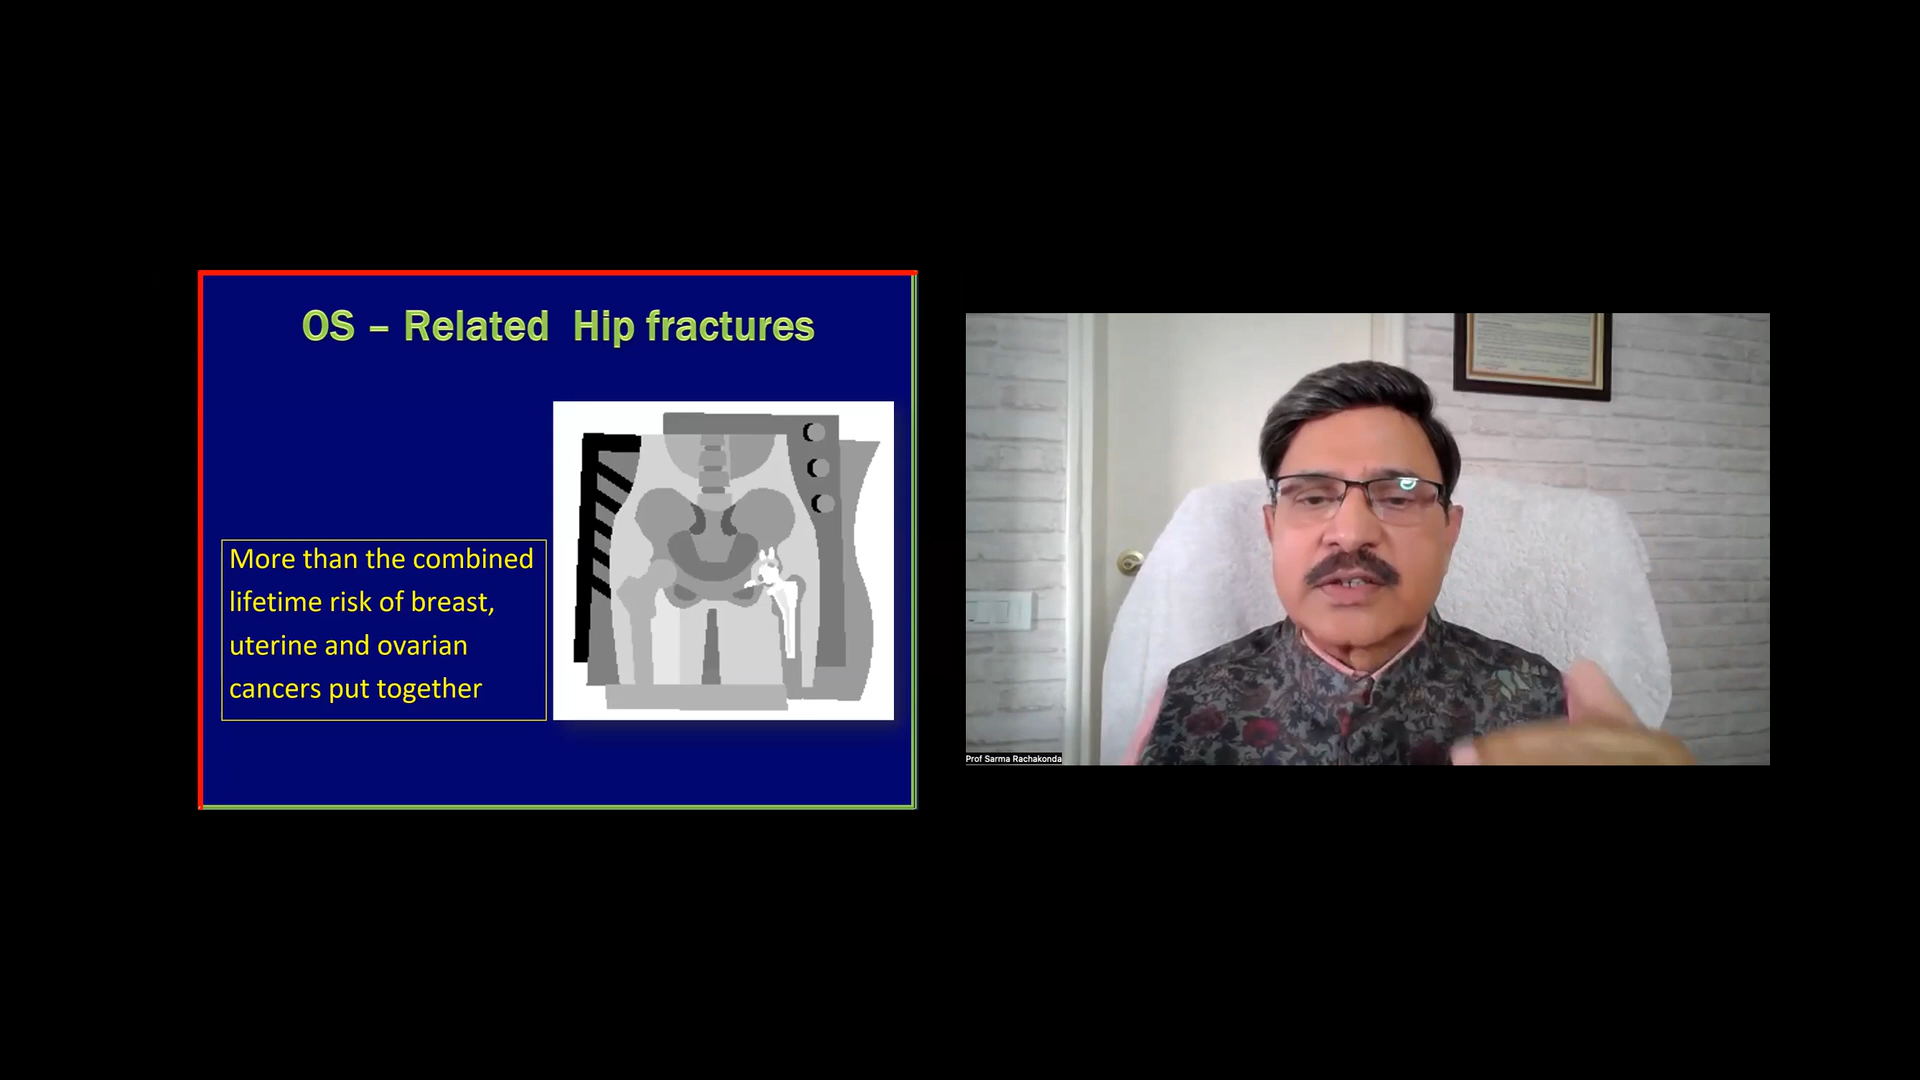 OS – Related Hip fractures
More than the combined
lifetime risk of breast,
uterine and ovarian
cancers put together
Prof Sarma Rachakonda